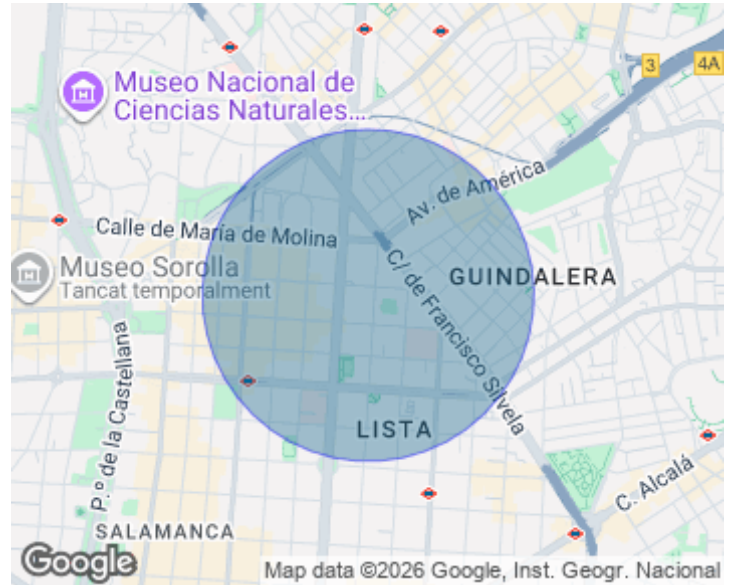 3
4A
Museo Nacional de
Ciencias Naturales...
Av. de América
Calle de María de Molina
C/ de Francisco Silvela
Museo Sorolla
Tancat temporalment
GUINDALERA
P.º de la Castellana
LISTA
C. Alcalá
SALAMANCA
Google
Map data ©2026 Google, Inst. Geogr. Nacional